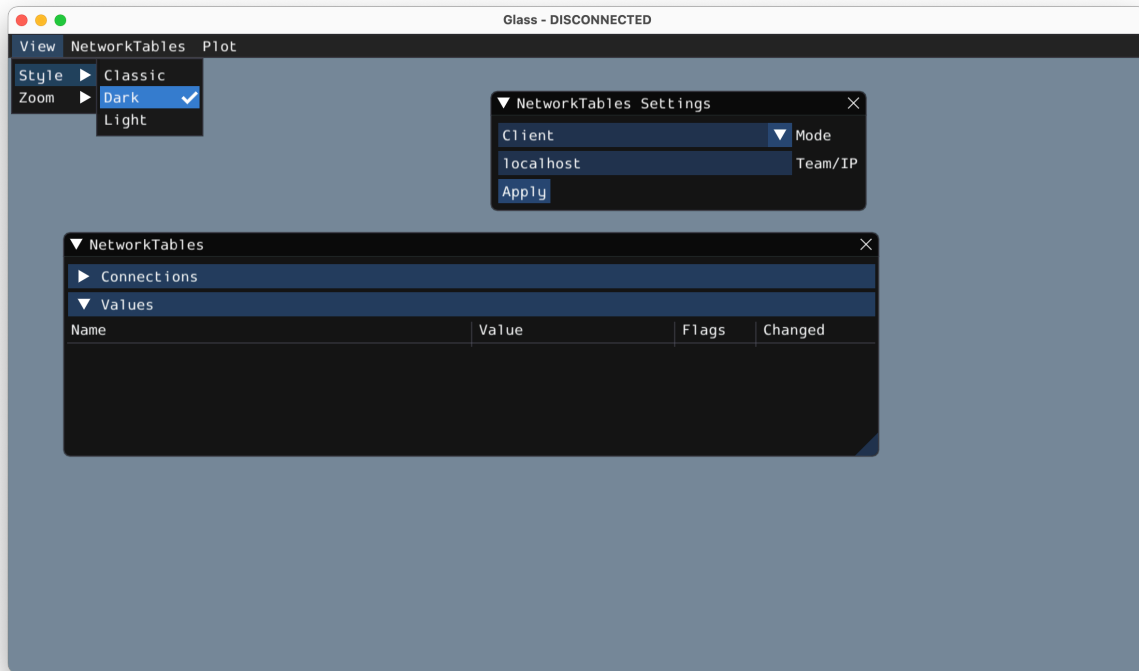 Glass - DISCONNECTED
View NetworkTables Plot
Style Classic
Zoom Dark
Light
NetworkTables Settings
Client Mode
localhost Team/IP
Apply
NetworkTables
Connections
Values
Name Value Flags Changed